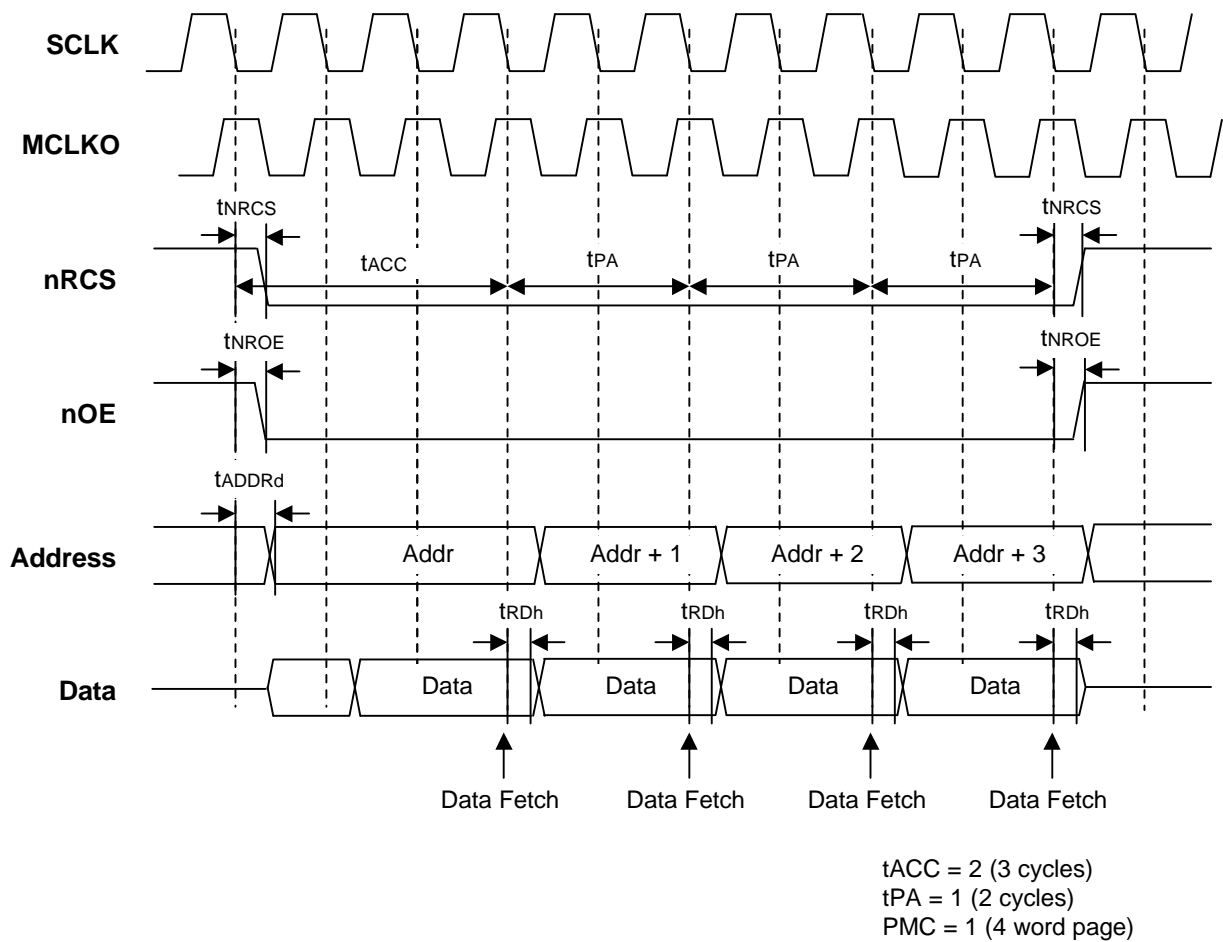 SCLK
MCLKO
tNRCS
tNRCS
nRCS
tACC
tPA
tPA
tPA
tNROE
tNROE
nOE
tADDRd
Address
Addr
Addr + 1
Addr + 2
Addr + 3
tRDh
tRDh
tRDh
tRDh
Data
Data
Data
Data
Data
Data Fetch
Data Fetch
Data Fetch
Data Fetch
tACC = 2 (3 cycles)
tPA = 1 (2 cycles)
PMC = 1 (4 word page)